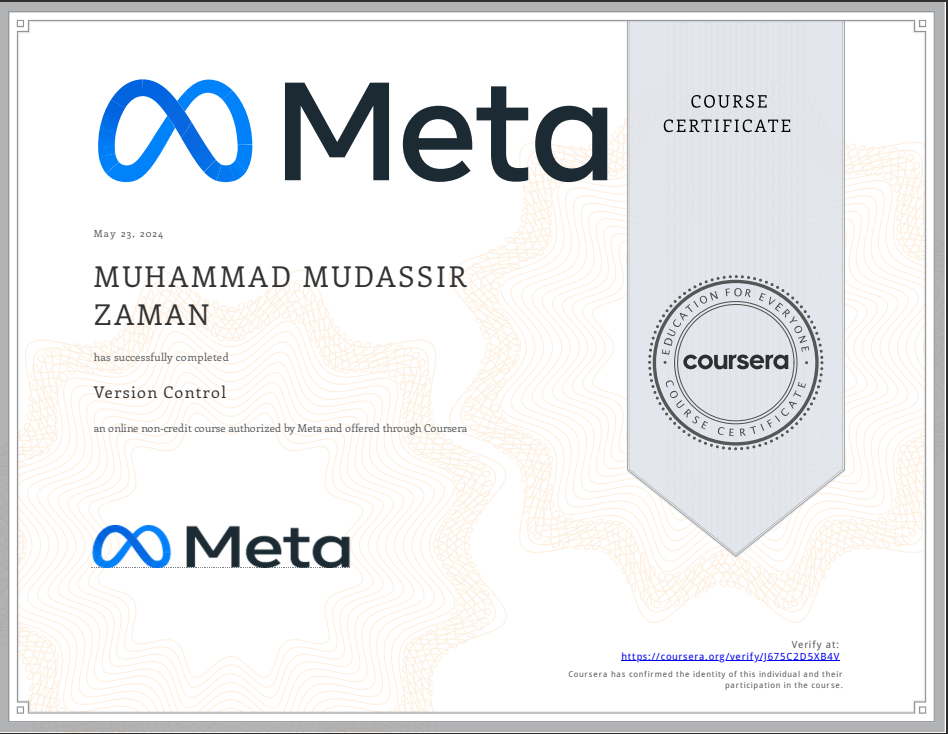 Meta
COURSE
CERTIFICATE
May 23, 2024
MUHAMMAD MUDASSIR
ZAMAN
has successfully completed
Version Control
an online non-credit course authorized by Meta and offered through Coursera
EDUCATION FOR EVERYONE
coursera
COURSE CERTIFICATE
Meta
Verify at:
https://coursera.org/verify/J675C2D5XB4V
Coursera has confirmed the identity of this individual and their
participation in the course.